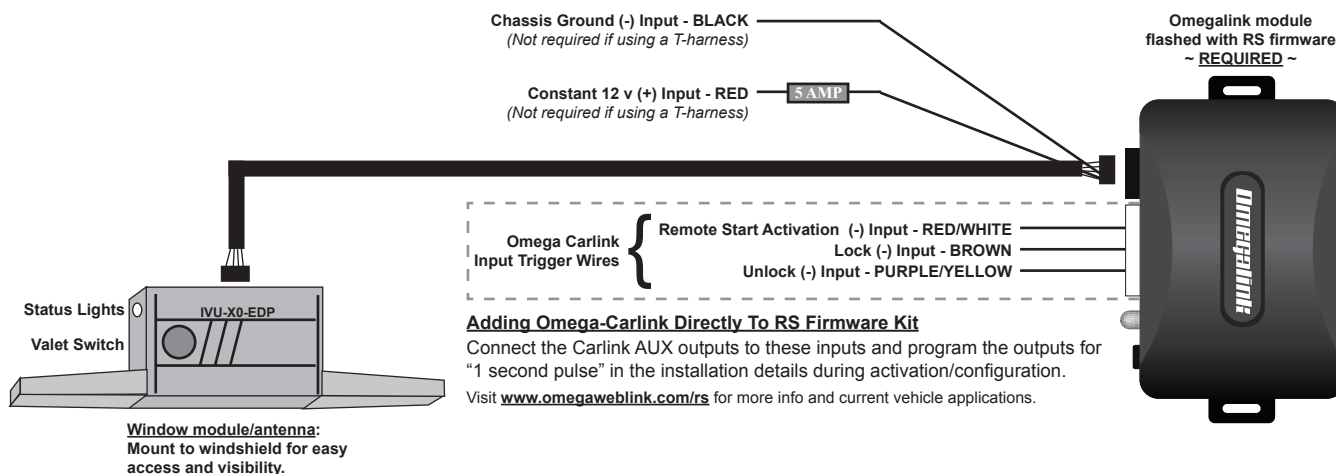 Chassis Ground (-) Input - BLACK
(Not required if using a T-harness)
Constant 12 v (+) Input - RED
5 AMP
(Not required if using a T-harness)
Omegalink module
flashed with RS firmware
~ REQUIRED ~
Omegalink
Omega Carlink
Input Trigger Wires
{
Remote Start Activation (-) Input - RED/WHITE
Lock (-) Input - BROWN
Unlock (-) Input - PURPLE/YELLOW
Status Lights
Valet Switch
IVU-X0-EDP
Adding Omega-Carlink Directly To RS Firmware Kit
Connect the Carlink AUX outputs to these inputs and program the outputs for
“1 second pulse” in the installation details during activation/configuration.
Visit www.omegaweblink.com/rs for more info and current vehicle applications.
Window module/antenna:
Mount to windshield for easy
access and visibility.